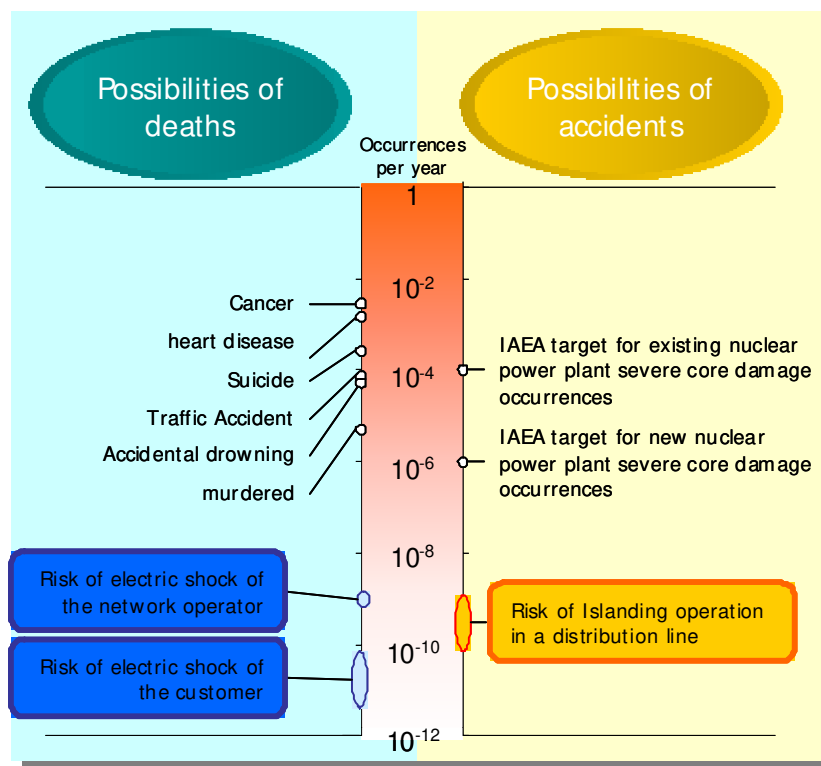 Possibilities of
deaths
Possibilities of
accidents
Occurrences
per year
1
10-2
10-4
10-6
10-8
10-10
10-12
Cancer
heart disease
Suicide
Traffic Accident
Accidental drowning
murdered
IAEA target for existing nuclear
power plant severe core damage
occurrences
IAEA target for new nuclear
power plant severe core damage
occurrences
Risk of electric shock of
the network operator
Risk of electric shock of
the customer
Risk of Islanding operation
in a distribution line